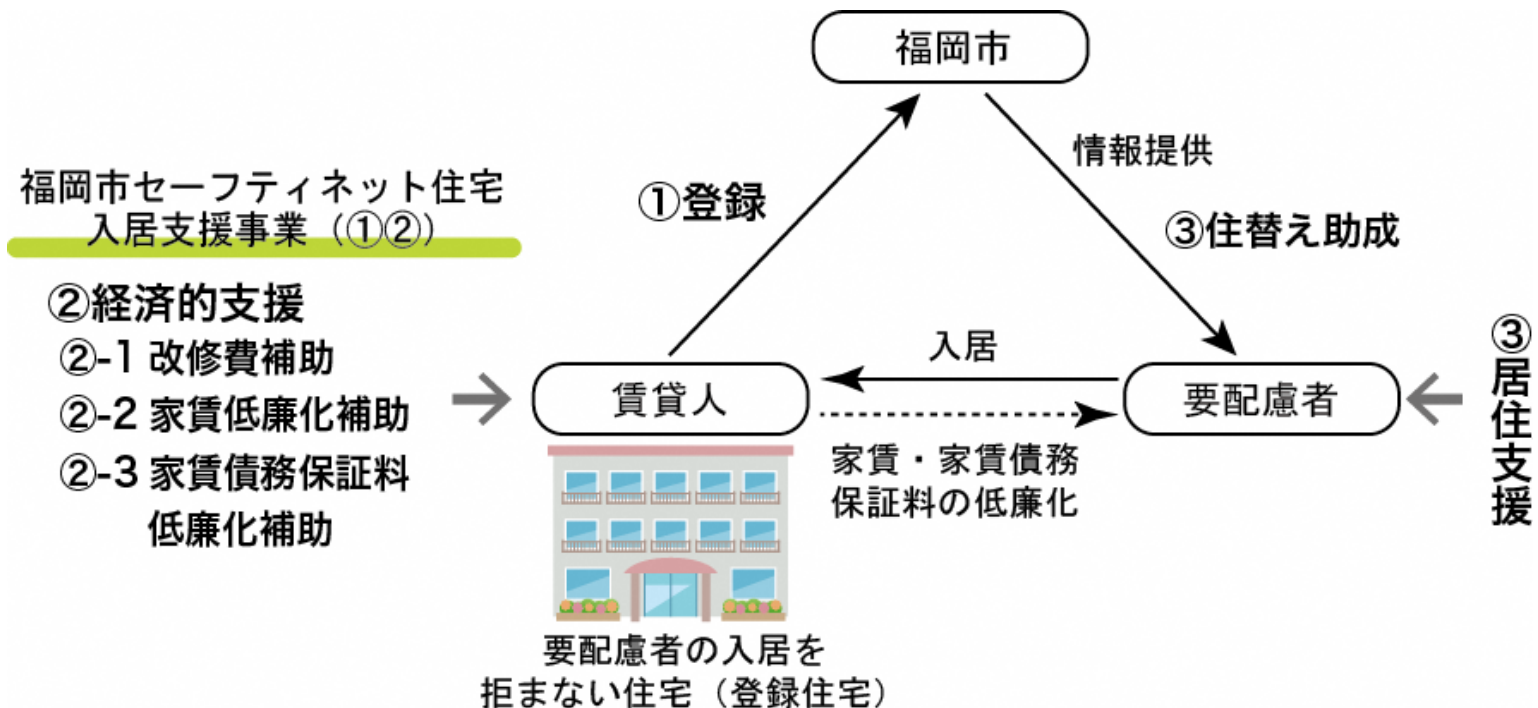 福岡市
情報提供
①登録
③住替え助成
福岡市セーフティネット住宅
入居支援事業（①②）
②経済的支援
②-1 改修費補助
②-2 家賃低廉化補助
②-3 家賃債務保証料
低廉化補助
賃貸人
入居
要配慮者
家賃・家賃債務
保証料の低廉化
③居住支援
要配慮者の入居を
拒まない住宅（登録住宅）